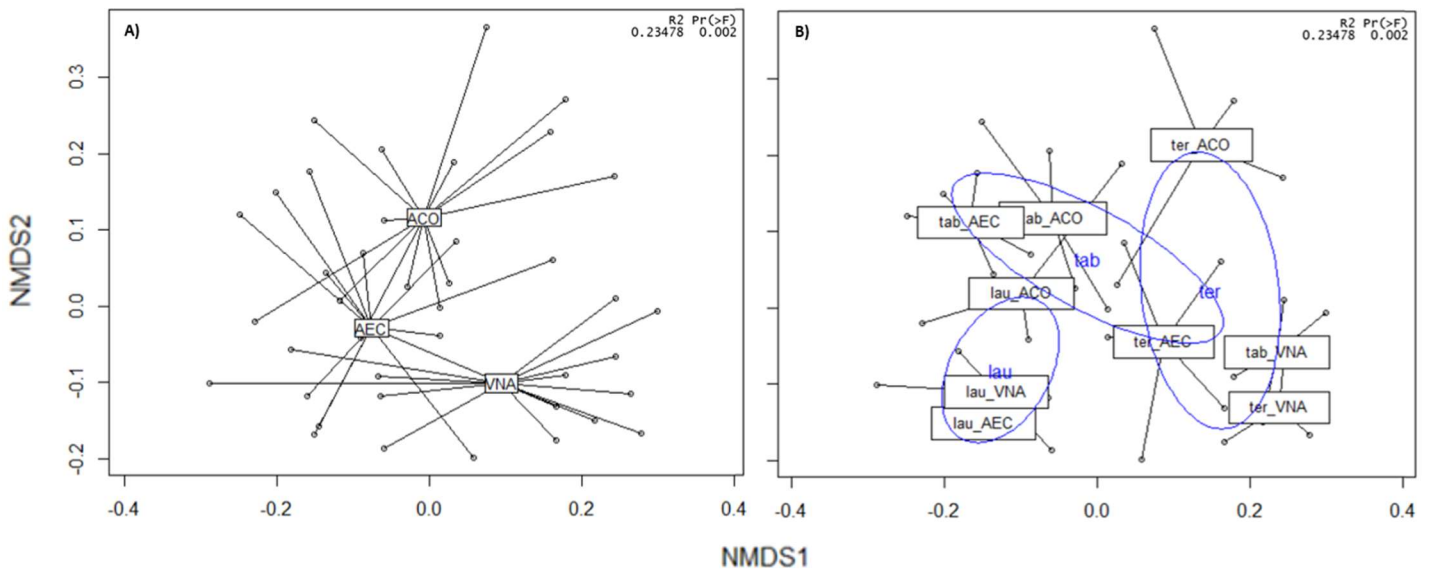 A)
R2 Pr(>F)
0.23478 0.002
0.3
0.2
0.1
0.0
-0.1
-0.2
NMDS2
ACO
AEC
VNA
-0.4
-0.2
0.0
0.2
0.4
B)
R2 Pr(>F)
0.23478 0.002
ter_ACO
tab_AEC
ab_ACO
tab
lau_ACO
ter
ter_AEC
tab_VNA
lau
lau_VNA
ter_VNA
lau_AEC
-0.4
-0.2
0.0
0.2
0.4
NMDS1